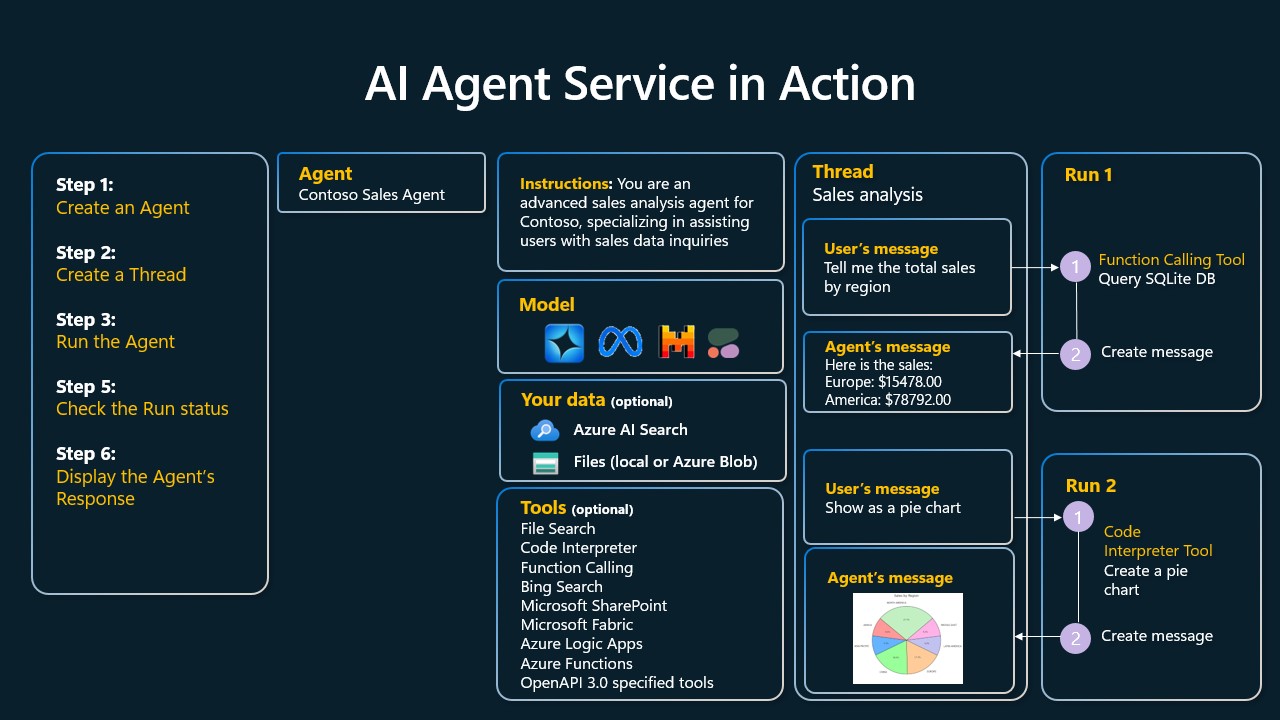 AI Agent Service in Action
Step 1:
Create an Agent
Step 2:
Create a Thread
Step 3:
Run the Agent
Step 5:
Check the Run status
Step 6:
Display the Agent's
Response
Agent
Contoso Sales Agent
Instructions: You are an
advanced sales analysis agent for
Contoso, specializing in assisting
users with sales data inquiries
Model
Your data (optional)
Azure AI Search
Files (local or Azure Blob)
Tools (optional)
File Search
Code Interpreter
Function Calling
Bing Search
Microsoft SharePoint
Microsoft Fabric
Azure Logic Apps
Azure Functions
OpenAPI 3.0 specified tools
Thread
Sales analysis
User's message
Tell me the total sales
by region
Agent's message
Here is the sales:
Europe: $15478.00
America: $78792.00
User's message
Show as a pie chart
Agent's message
Run 1
1
Function Calling Tool
Query SQLite DB
2
Create message
Run 2
1
Code
Interpreter Tool
Create a pie
chart
2
Create message